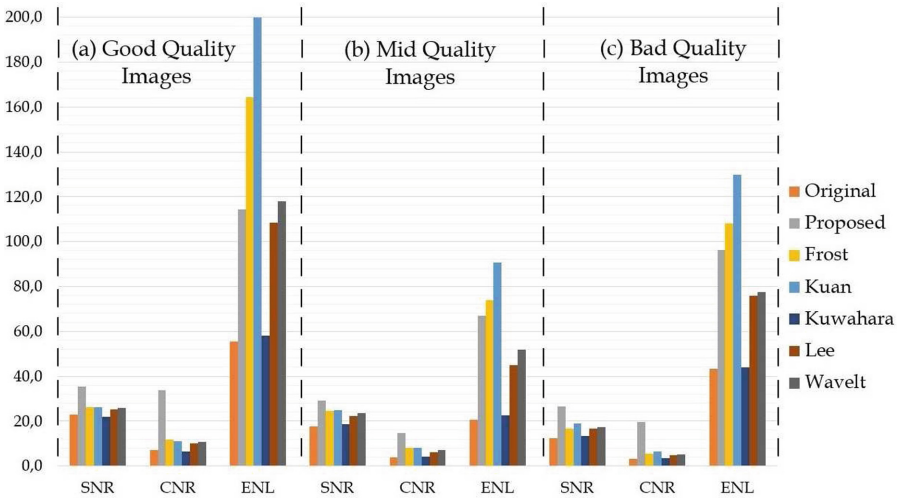 200,0
180,0
160,0
140,0
120,0
100,0
80,0
60,0
40,0
20,0
0,0
(a) Good Quality
Images
(b) Mid Quality
Images
(c) Bad Quality
Images
SNR CNR ENL SNR CNR ENL SNR CNR ENL
Original
Proposed
Frost
Kuan
Kuwahara
Lee
Wavelt